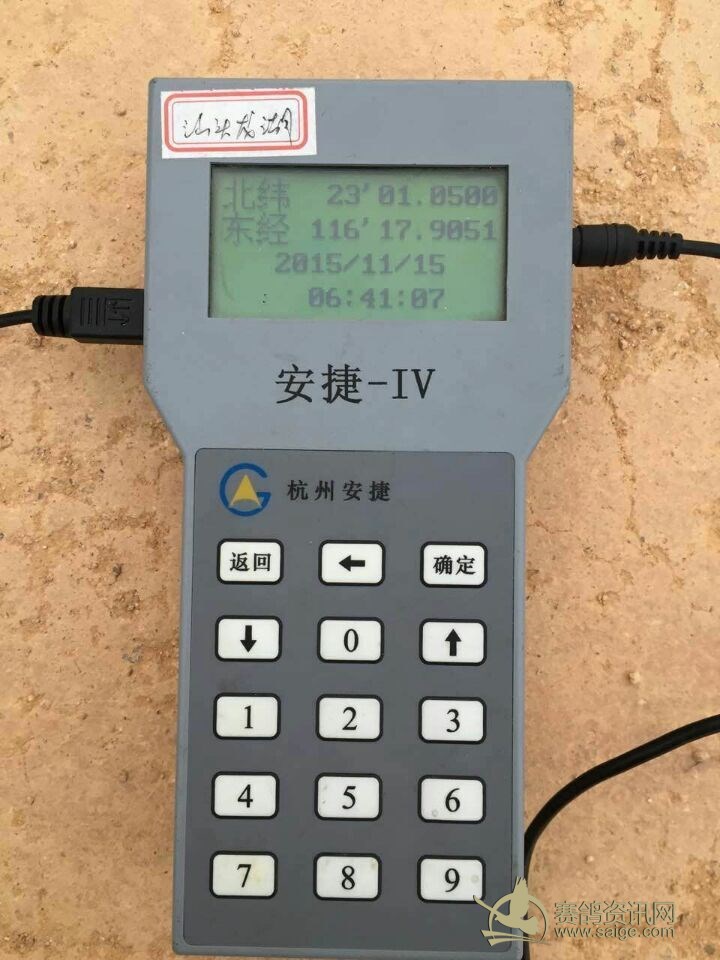 汕头龙湖
北纬 23'01.0500
东经 116'17.9051
2015/11/15
06:41:07
安捷-IV
杭州安捷
返回 ← 确定
↓ 0 ↑
1 2 3
4 5 6
7 8 9
赛鸽资讯网
www.saige.com